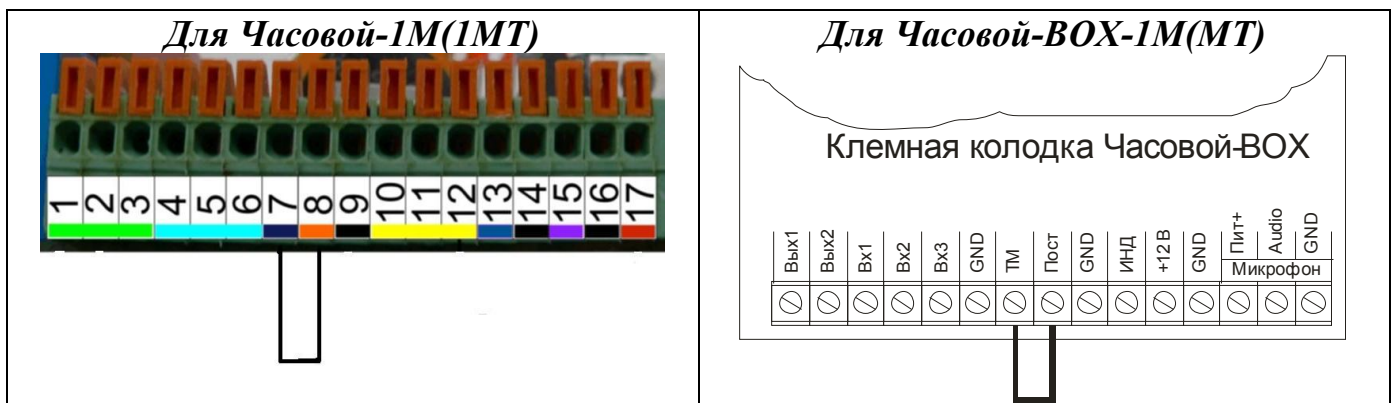 Для Часовой-1М(1МТ)
1 2 3 4 5 6 7 8 9 10 11 12 13 14 15 16 17
Для Часовой-BOX-1М(МТ)
Клемная колодка Часовой-BOX
Вых1 Вых2 Вх1 Вх2 Вх3 GND ТМ Пост GND ИНД +12 В GND Пит+ Audio GND
Микрофон